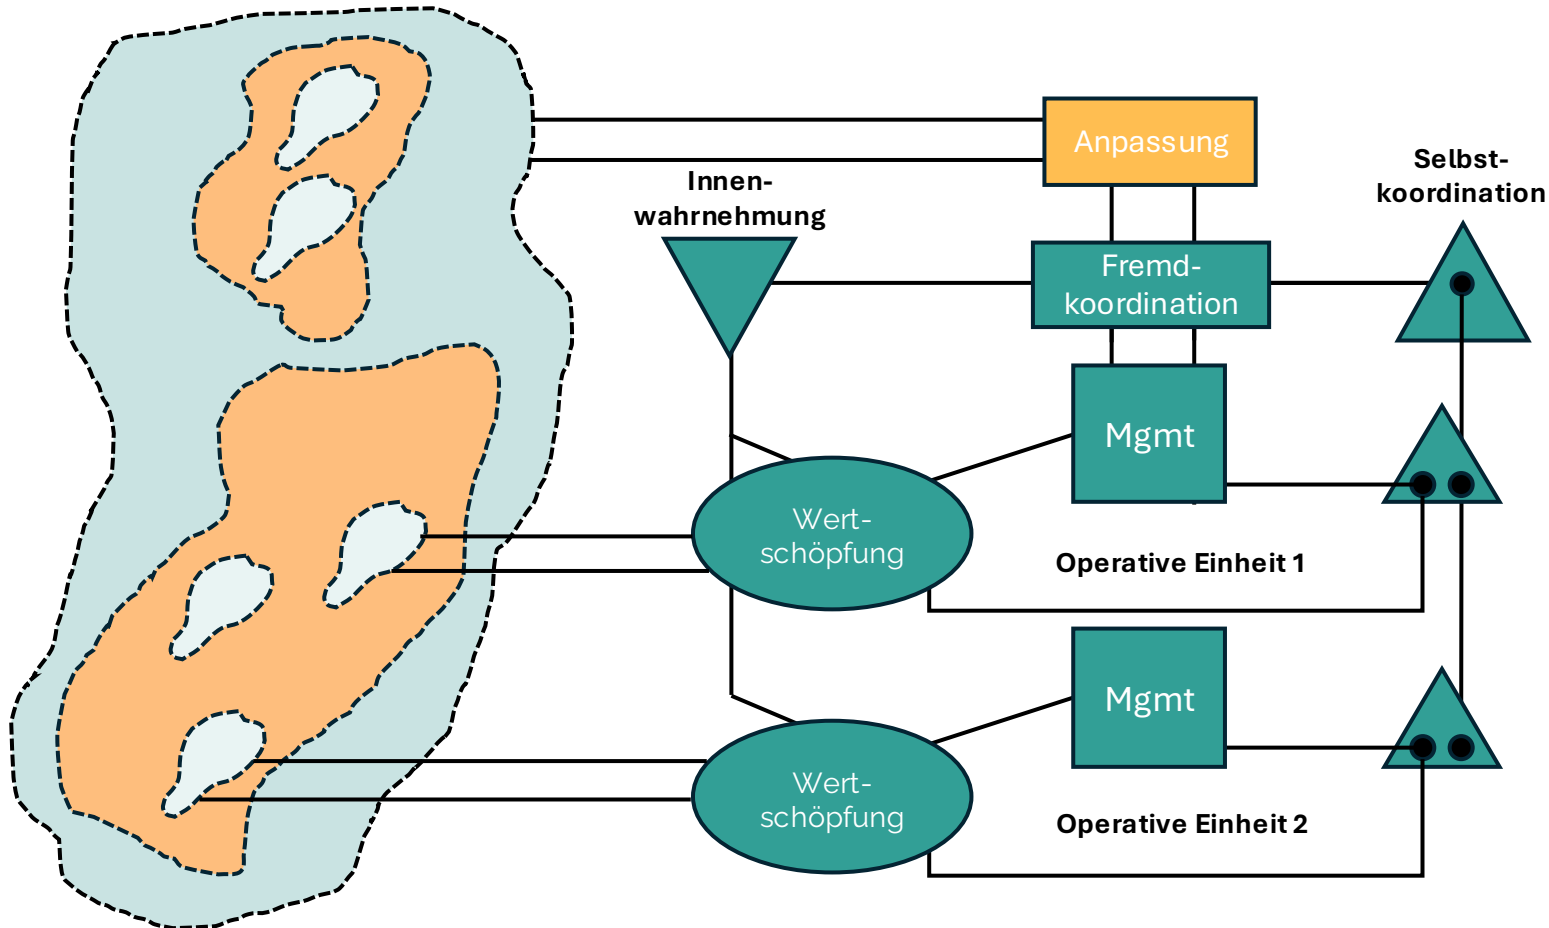 Anpassung
Selbst-
koordination
Innen-
wahrnehmung
Fremd-
koordination
Mgmt
Wert-
schöpfung
Operative Einheit 1
Mgmt
Wert-
schöpfung
Operative Einheit 2